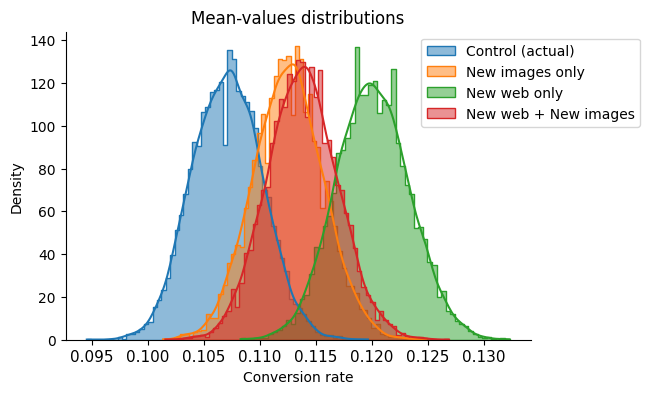 Mean-values distributions
140
120
100
80
60
40
20
0
Density
0.095 0.100 0.105 0.110 0.115 0.120 0.125 0.130
Conversion rate
Control (actual)
New images only
New web only
New web + New images